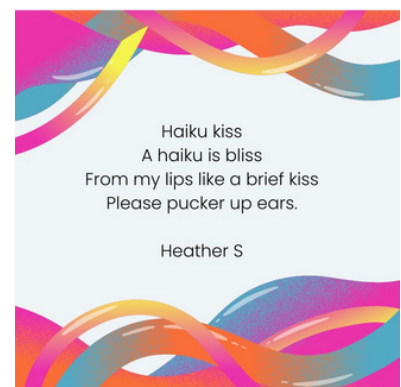 Haiku kiss
A haiku is bliss
From my lips like a brief kiss
Please pucker up ears.
Heather S